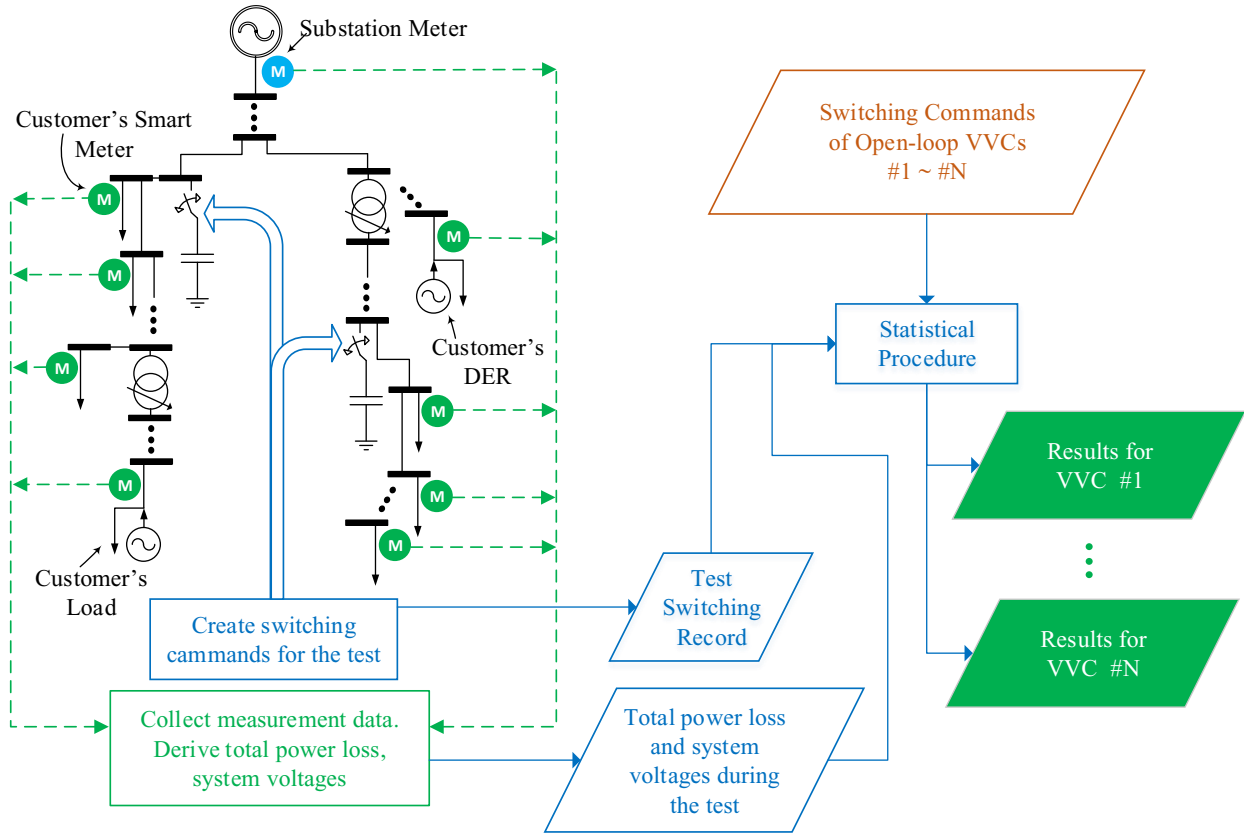 Substation Meter
M
Customer's Smart
Meter
M
M
M
M
M
M
M
M
Customer's
DER
Customer's
Load
Create switching
cammands for the test
Collect measurement data.
Derive total power loss,
system voltages
Test
Switching
Record
Total power loss
and system
voltages during
the test
Switching Commands
of Open-loop VVCs
#1 ~ #N
Statistical
Procedure
Results for
VVC #1
Results for
VVC #N